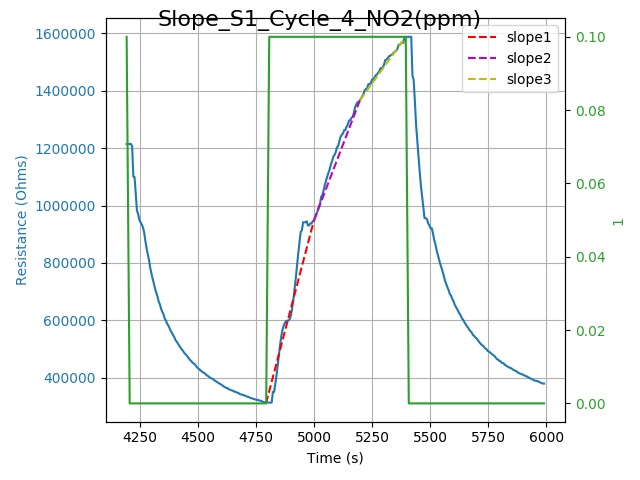 Slope_S1_Cycle_4_NO2(ppm)
slope1
slope2
slope3
1600000
1400000
1200000
1000000
800000
600000
400000
Resistance (Ohms)
0.10
0.08
0.06
0.04
0.02
0.00
1
4250 4500 4750 5000 5250 5500 5750 6000
Time (s)